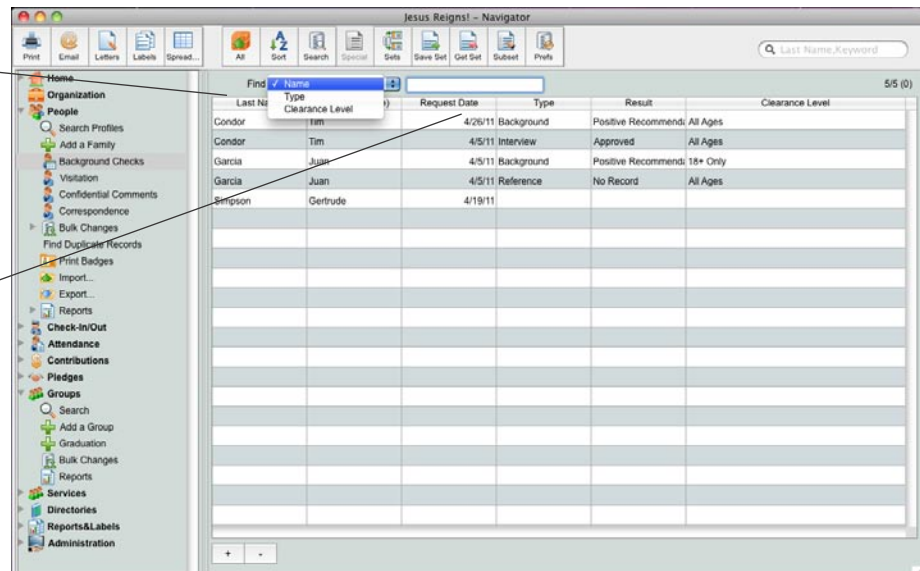 Jesus Reigns! – Navigator
Print Email Letters Labels Spread... All Sort Search Special Sets Save Set Get Set Subset Prefs
Last Name,Keyword
Home
Organization
People
Search Profiles
Add a Family
Background Checks
Visitation
Confidential Comments
Correspondence
Bulk Changes
Find Duplicate Records
Print Badges
Import...
Export...
Reports
Check-In/Out
Attendance
Contributions
Pledges
Groups
Search
Add a Group
Graduation
Bulk Changes
Reports
Services
Directories
Reports&Labels
Administration
Find ✓ Name 5/5 (0)
Type
Clearance Level
Last Na ) Request Date Type Result Clearance Level
Condor Tim 4/26/11 Background Positive Recommend All Ages
Condor Tim 4/5/11 Interview Approved All Ages
Garcia Juan 4/5/11 Background Positive Recommend 18+ Only
Garcia Juan 4/5/11 Reference No Record All Ages
Simpson Gertrude 4/19/11
+ -